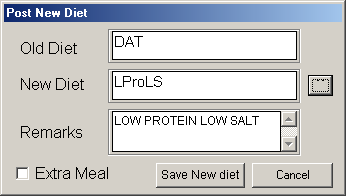 Post New Diet
Old Diet DAT
New Diet LProLS ...
Remarks LOW PROTEIN LOW SALT
Extra Meal Save New diet Cancel